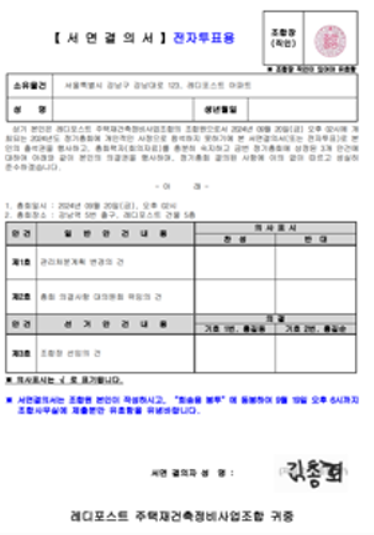 【 서 면 결 의 서 】 전자투표용
조합장
(직인)
※ 조합장 직인이 있어야 유효함
소유물건 서울특별시 강남구 강남대로 123, 레디포스트 아파트
성 명 생년월일
상기 본인은 레디포스트 주택재건축정비사업조합의 조합원으로서 2024년 09월 20일(금) 오후 02시에 개
최되는 2024년도 정기총회에 개인적인 사정으로 참석하지 못하기에 본 서면결의서(또는 전자투표)로 본
인의 출석권을 행사하고, 총회책자(회의자료)를 충분히 숙지하고 금번 정기총회에 상정된 3개 안건에
대하여 아래와 같이 본인의 의결권을 행사하며, 정기총회 결의된 사항에 이의 없이 따르고 성실히
준수하겠습니다.
- 아 래 -
1. 총회일시 : 2024년 09월 20일(금), 오후 02시
2. 총회장소 : 강남역 5번 출구, 레디포스트 건물 5층
안 건 일 반 안 건 내 용 의 사 표 시
찬 성 반 대
제1호 관리처분계획 변경의 건
제2호 총회 의결사항 대의원회 위임의 건
안 건 선 거 안 건 내 용 의 결
기호 1번, 홍길동 기호 2번, 홍길순
제3호 조합장 선임의 건
※ 의사표시는 √ 로 표기합니다.
※ 서면결의서는 조합원 본인이 작성하시고, "회송용 봉투"에 동봉하여 9월 19일 오후 6시까지
조합사무실에 제출분만 유효함을 유념바랍니다.
서면 결의자 성 명 : 김총회
레디포스트 주택재건축정비사업조합 귀중